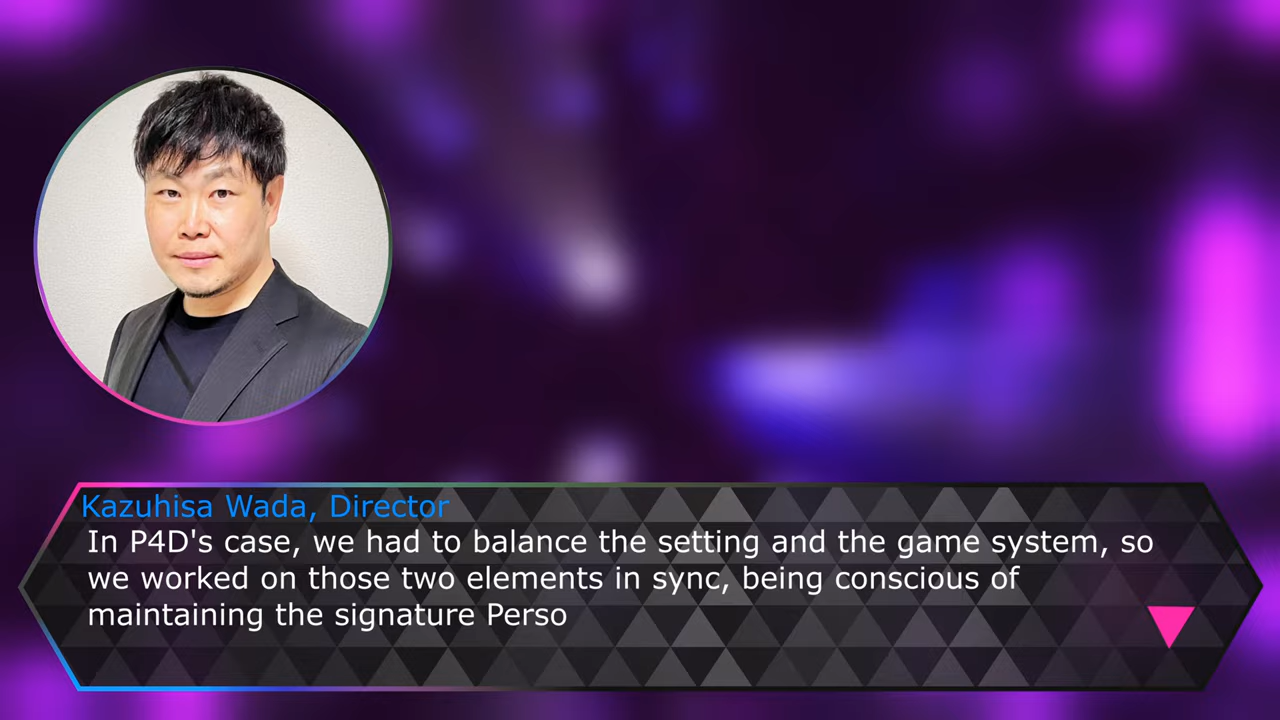 Kazuhisa Wada, Director
In P4D's case, we had to balance the setting and the game system, so
we worked on those two elements in sync, being conscious of
maintaining the signature Perso